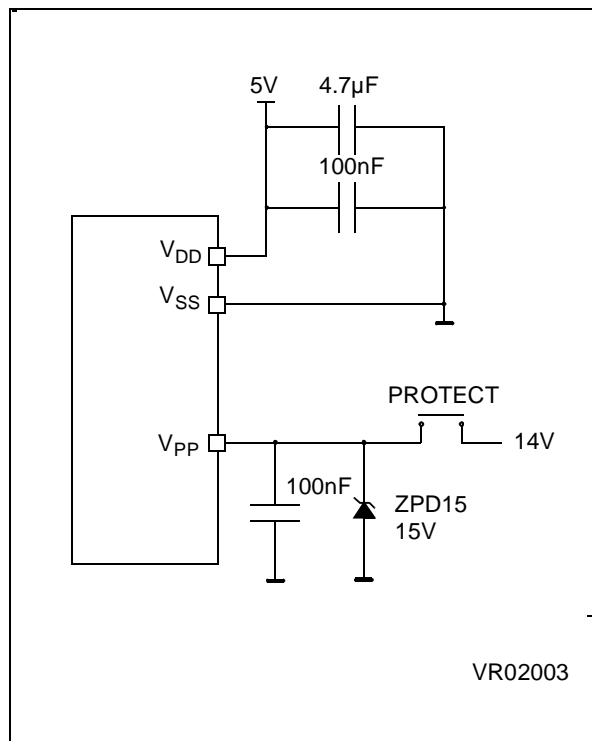 5V
4.7µF
100nF
VDD
VSS
PROTECT
VPP
14V
100nF
ZPD15
15V
VR02003